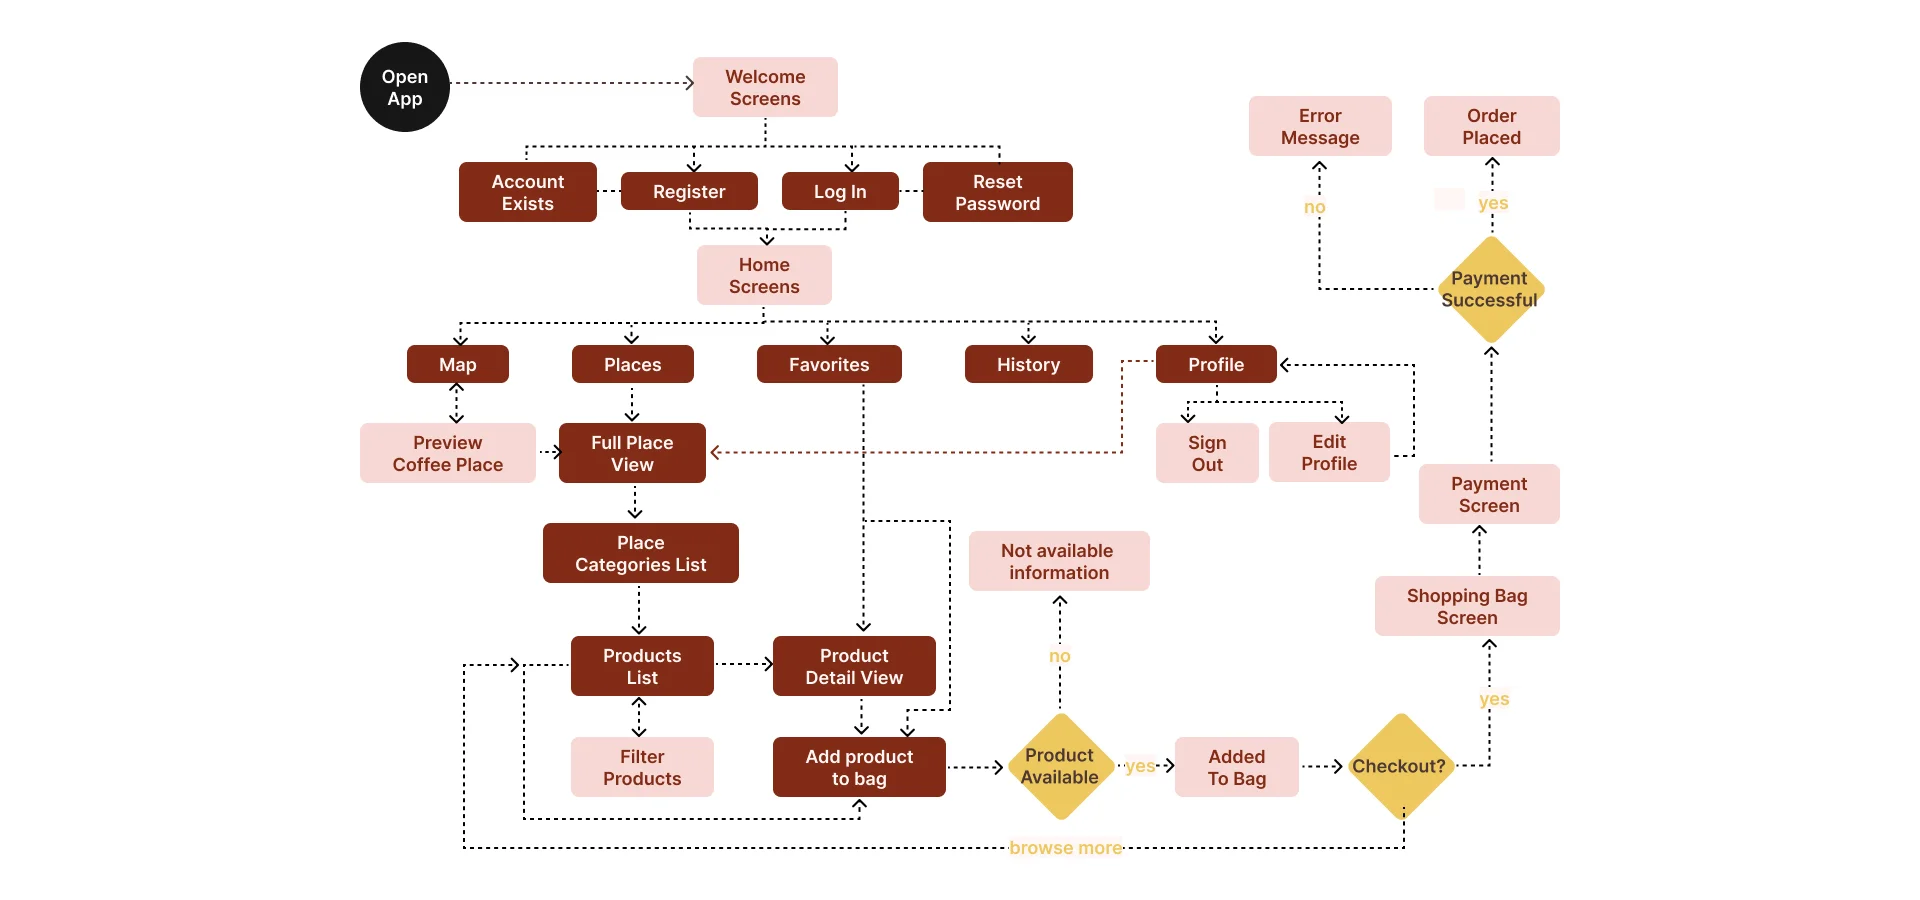 Open
App
Welcome
Screens
Error
Message
Order
Placed
Account
Exists
Register
Log In
Reset
Password
no
yes
Home
Screens
Payment
Successful
Map
Places
Favorites
History
Profile
Preview
Coffee Place
Full Place
View
Sign
Out
Edit
Profile
Payment
Screen
Place
Categories List
Not available
information
Shopping Bag
Screen
Products
List
Product
Detail View
no
yes
Filter
Products
Add product
to bag
Product
Available
yes
Added
To Bag
Checkout?
browse more